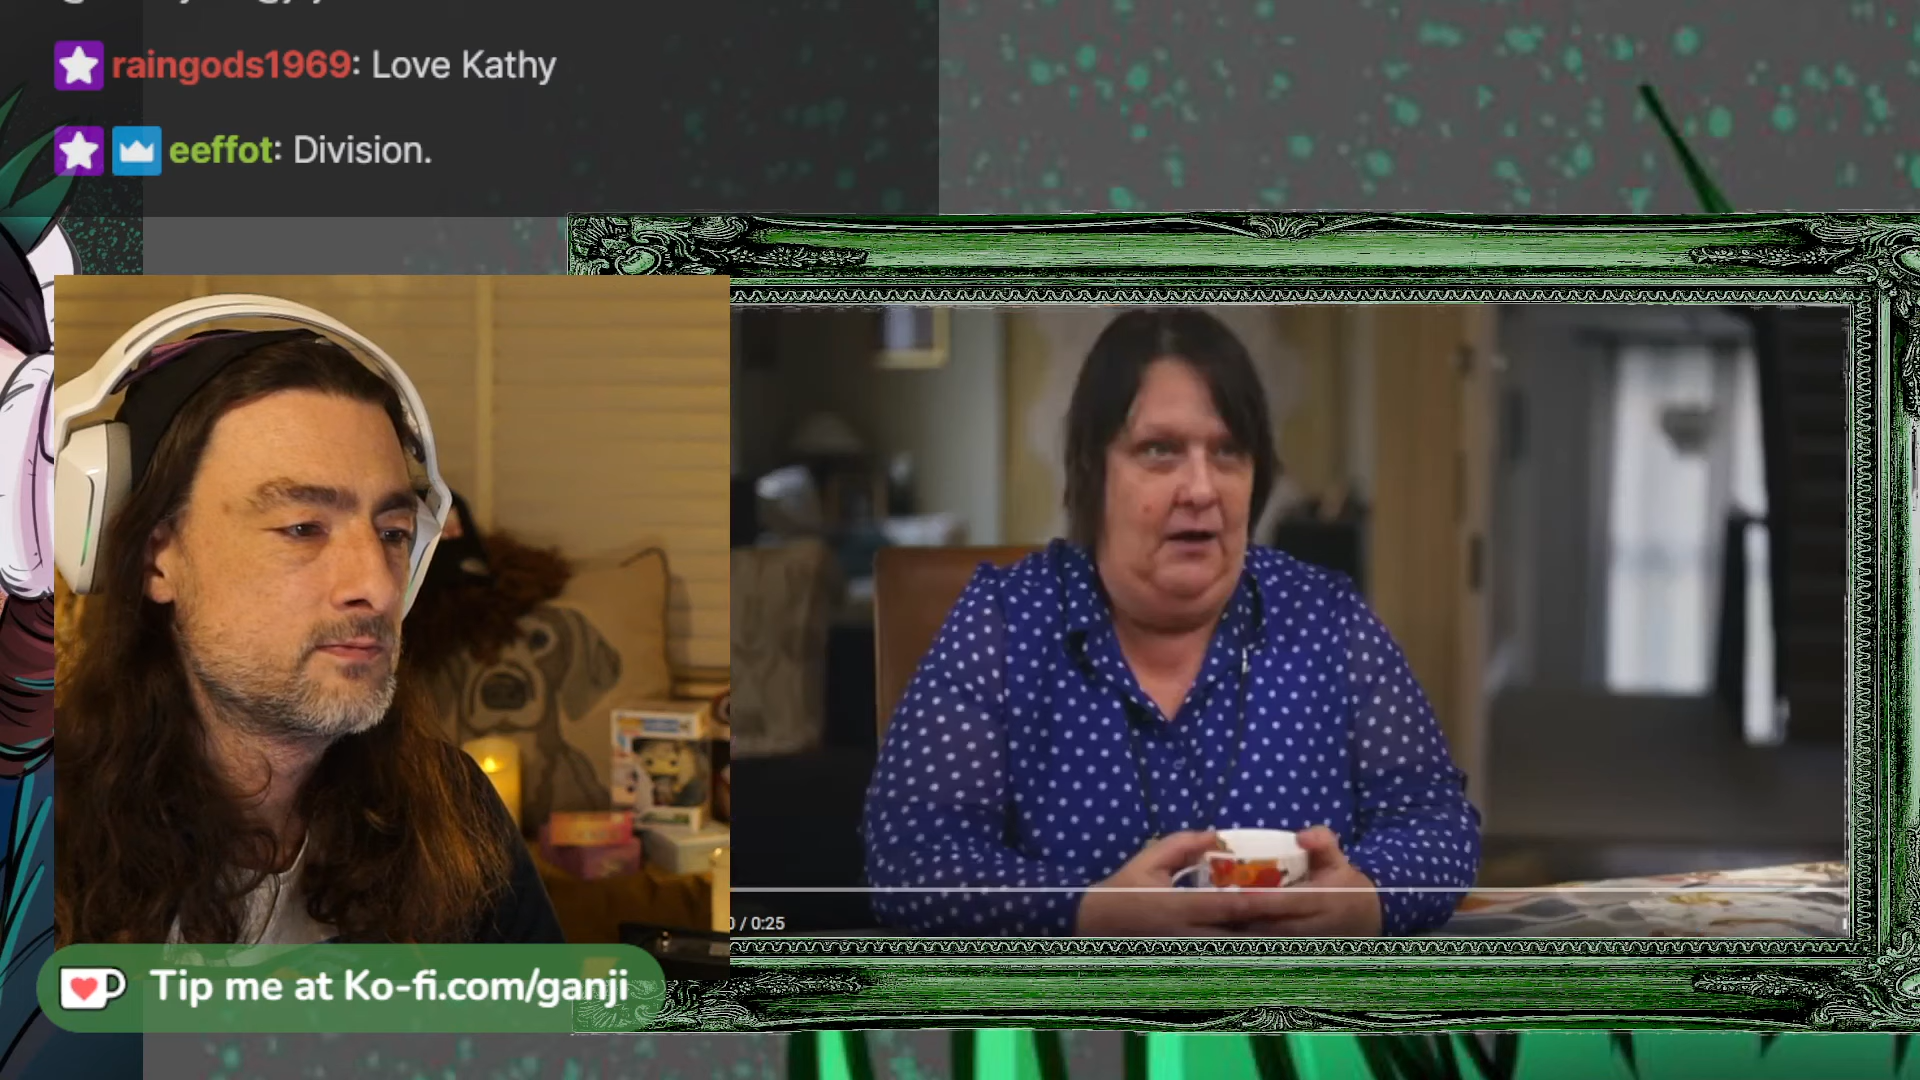 raingods1969: Love Kathy
eeffot: Division.
/ 0:25
Tip me at Ko-fi.com/ganji